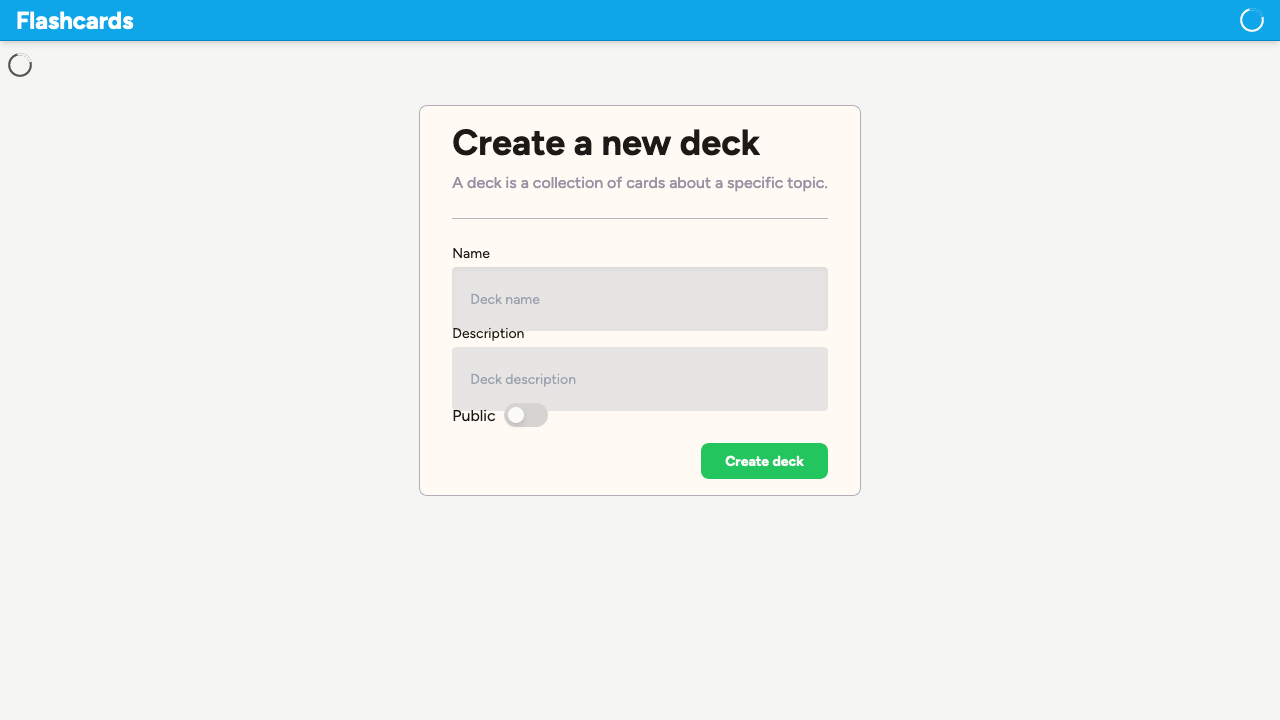 Flashcards
Create a new deck
A deck is a collection of cards about a specific topic.
Name
Deck name
Description
Deck description
Public
Create deck